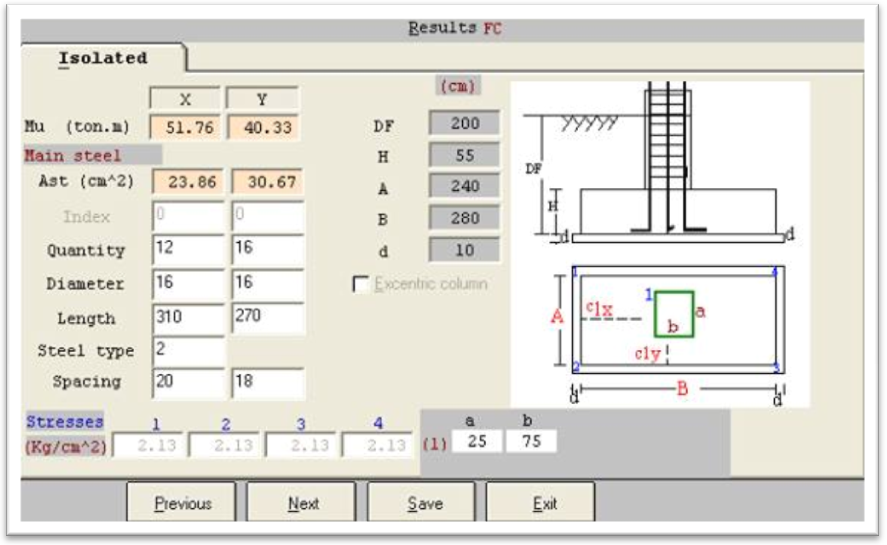 Results FC
Isolated
X Y
Mu (ton.m) 51.76 40.33
Main steel
Ast (cm^2) 23.86 30.67
Index 0 0
Quantity 12 16
Diameter 16 16
Length 310 270
Steel type 2
Spacing 20 18
(cm)
DF 200
H 55
A 240
B 280
d 10
Excentric column
DF
H
d d
1 4
A clx 1 a
b
cly
2 3
d B d
Stresses 1 2 3 4
(Kg/cm^2) 2.13 2.13 2.13 2.13
a b
(1) 25 75
Previous Next Save Exit